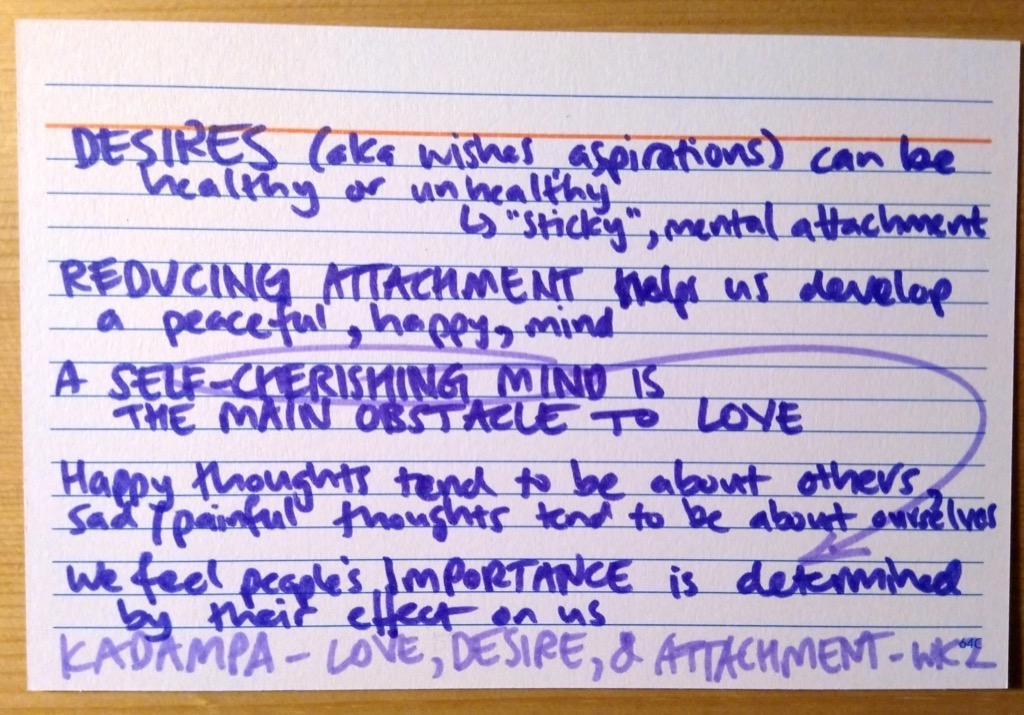 DESIRES (aka wishes, aspirations) can be
healthy or unhealthy
↳ "sticky", mental attachment
REDUCING ATTACHMENT helps us develop
a peaceful, happy, mind
A SELF-CHERISHING MIND IS
THE MAIN OBSTACLE TO LOVE
Happy thoughts tend to be about others,
sad/painful thoughts tend to be about ourselves
We feel people's IMPORTANCE is determined
by their effect on us
64C
KADAMPA - LOVE, DESIRE, & ATTACHMENT - WK2